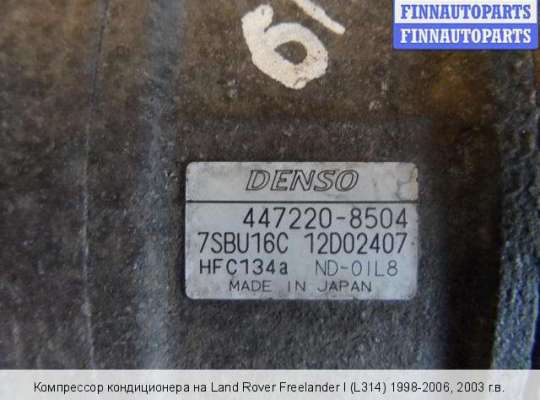 FINNAUTOPARTS
FINNAUTOPARTS
DENSO
447220-8504
7SBU16C 12D02407
HFC134a ND-OIL8
MADE IN JAPAN
Компрессор кондиционера на Land Rover Freelander I (L314) 1998-2006, 2003 г.в.